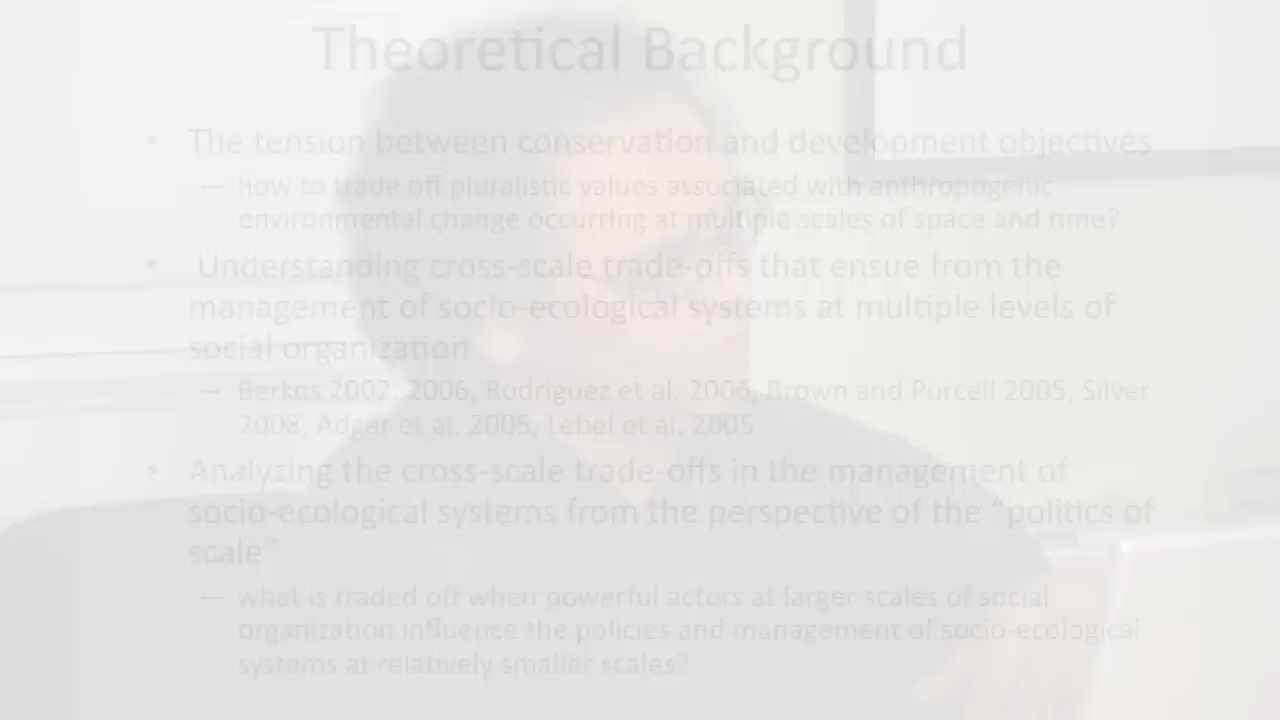 Theoretical Background
• The tension between conservation and development objectives
– how to trade off pluralistic values associated with anthropogenic
environmental change occurring at multiple scales of space and time?
• Understanding cross-scale trade-offs that ensue from the
management of socio-ecological systems at multiple levels of
social organization
– Berkes 2002, 2006, Rodriguez et al. 2006, Brown and Purcell 2005, Silver
2008, Adger et al. 2005, Lebel et al. 2005
• Analyzing the cross-scale trade-offs in the management of
socio-ecological systems from the perspective of the “politics of
scale”
– what is traded off when powerful actors at larger scales of social
organization influence the policies and management of socio-ecological
systems at relatively smaller scales?